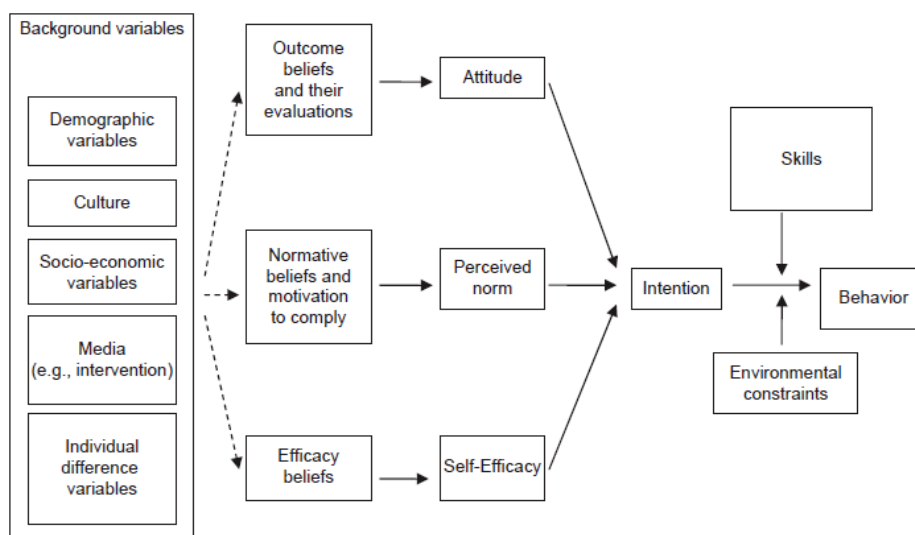 Background variables
Demographic
variables
Culture
Socio-economic
variables
Media
(e.g., intervention)
Individual
difference
variables
Outcome
beliefs
and their
evaluations
Normative
beliefs and
motivation
to comply
Efficacy
beliefs
Attitude
Perceived
norm
Self-Efficacy
Intention
Skills
Environmental
constraints
Behavior